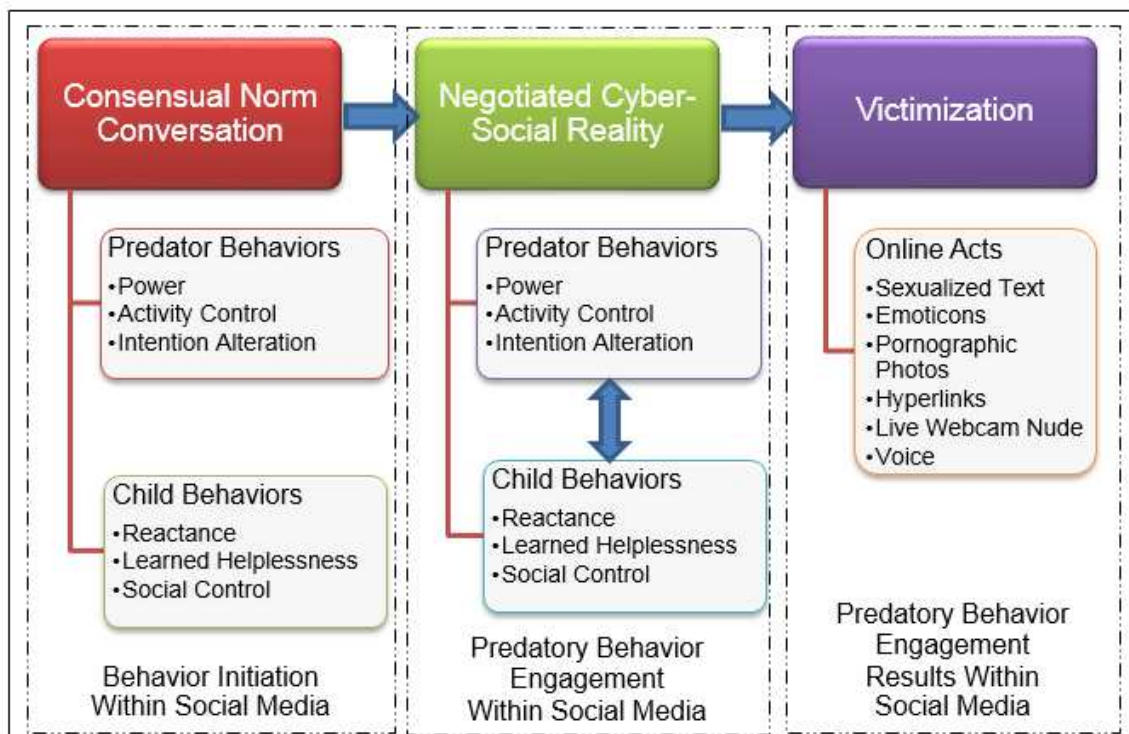 Consensual Norm
Conversation
Predator Behaviors
•Power
•Activity Control
•Intention Alteration
Child Behaviors
•Reactance
•Learned Helplessness
•Social Control
Behavior Initiation
Within Social Media
Negotiated Cyber-
Social Reality
Predator Behaviors
•Power
•Activity Control
•Intention Alteration
Child Behaviors
•Reactance
•Learned Helplessness
•Social Control
Predatory Behavior
Engagement
Within Social Media
Victimization
Online Acts
•Sexualized Text
•Emoticons
•Pornographic
Photos
•Hyperlinks
•Live Webcam Nude
•Voice
Predatory Behavior
Engagement
Results Within
Social Media